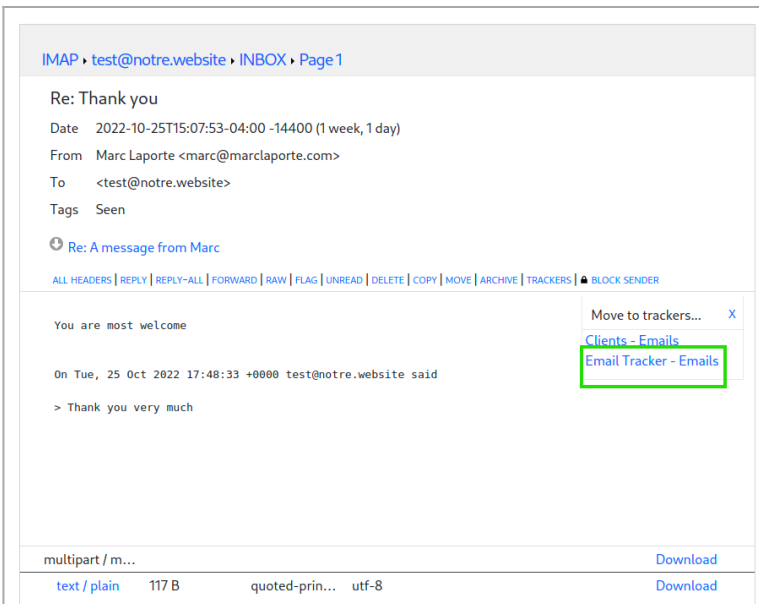 IMAP ▸ test@notre.website ▸ INBOX ▸ Page 1
Re: Thank you
Date 2022-10-25T15:07:53-04:00 -14400 (1 week, 1 day)
From Marc Laporte <marc@marclaporte.com>
To <test@notre.website>
Tags Seen
Re: A message from Marc
ALL HEADERS | REPLY | REPLY-ALL | FORWARD | RAW | FLAG | UNREAD | DELETE | COPY | MOVE | ARCHIVE | TRACKERS | BLOCK SENDER
Move to trackers... X
Clients - Emails
Email Tracker - Emails
You are most welcome
On Tue, 25 Oct 2022 17:48:33 +0000 test@notre.website said
> Thank you very much
multipart / m... Download
text / plain 117 B quoted-prin... utf-8 Download